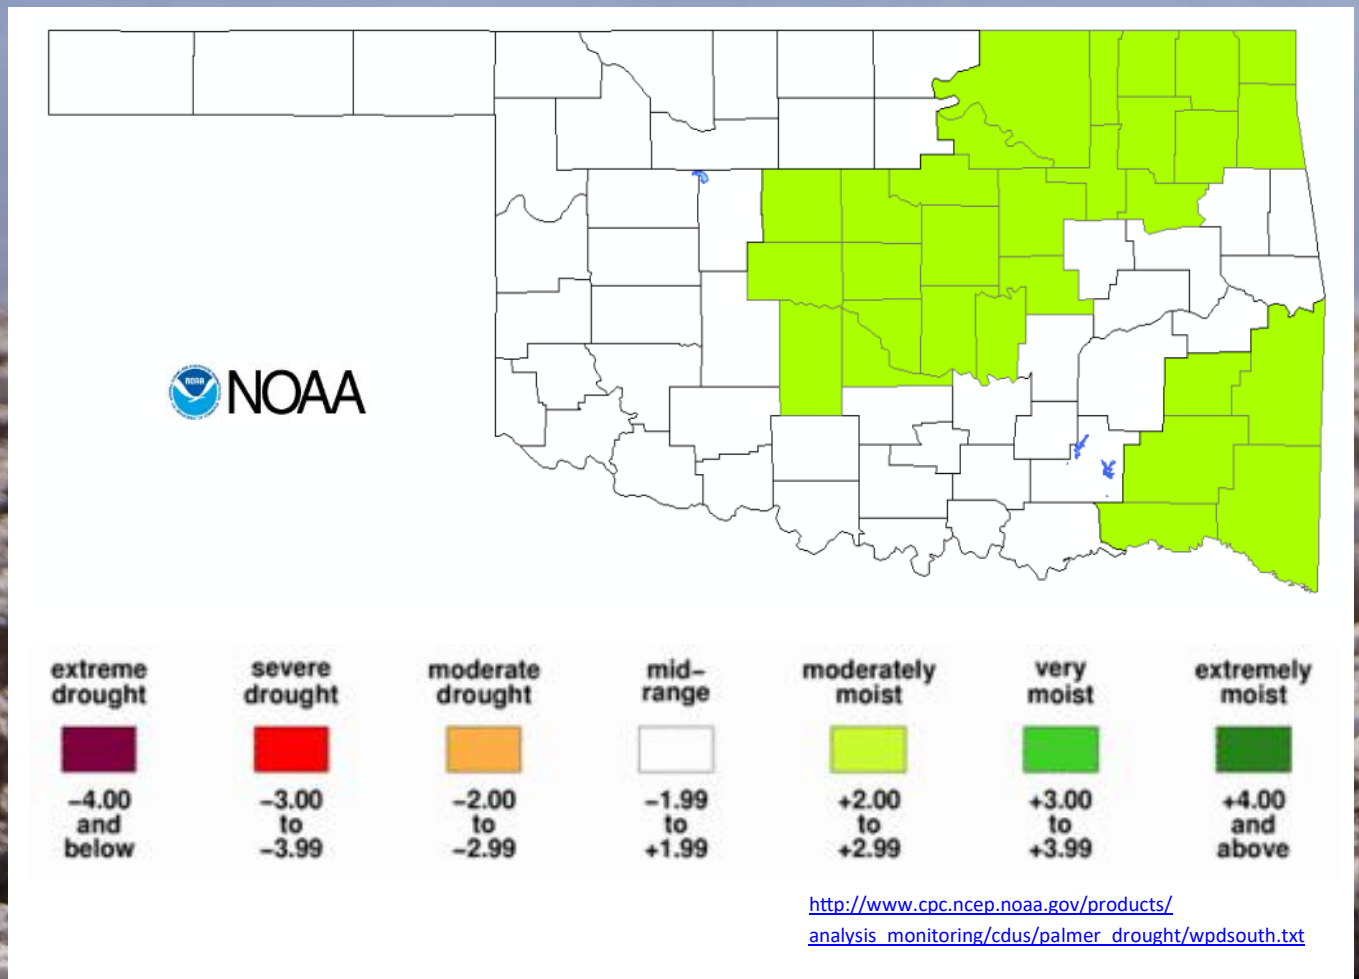 NOAA
NOAA
extreme drought
severe drought
moderate drought
mid-range
moderately moist
very moist
extremely moist
−4.00 and below
−3.00 to −3.99
−2.00 to −2.99
−1.99 to +1.99
+2.00 to +2.99
+3.00 to +3.99
+4.00 and above
http://www.cpc.ncep.noaa.gov/products/
analysis_monitoring/cdus/palmer_drought/wpdsouth.txt